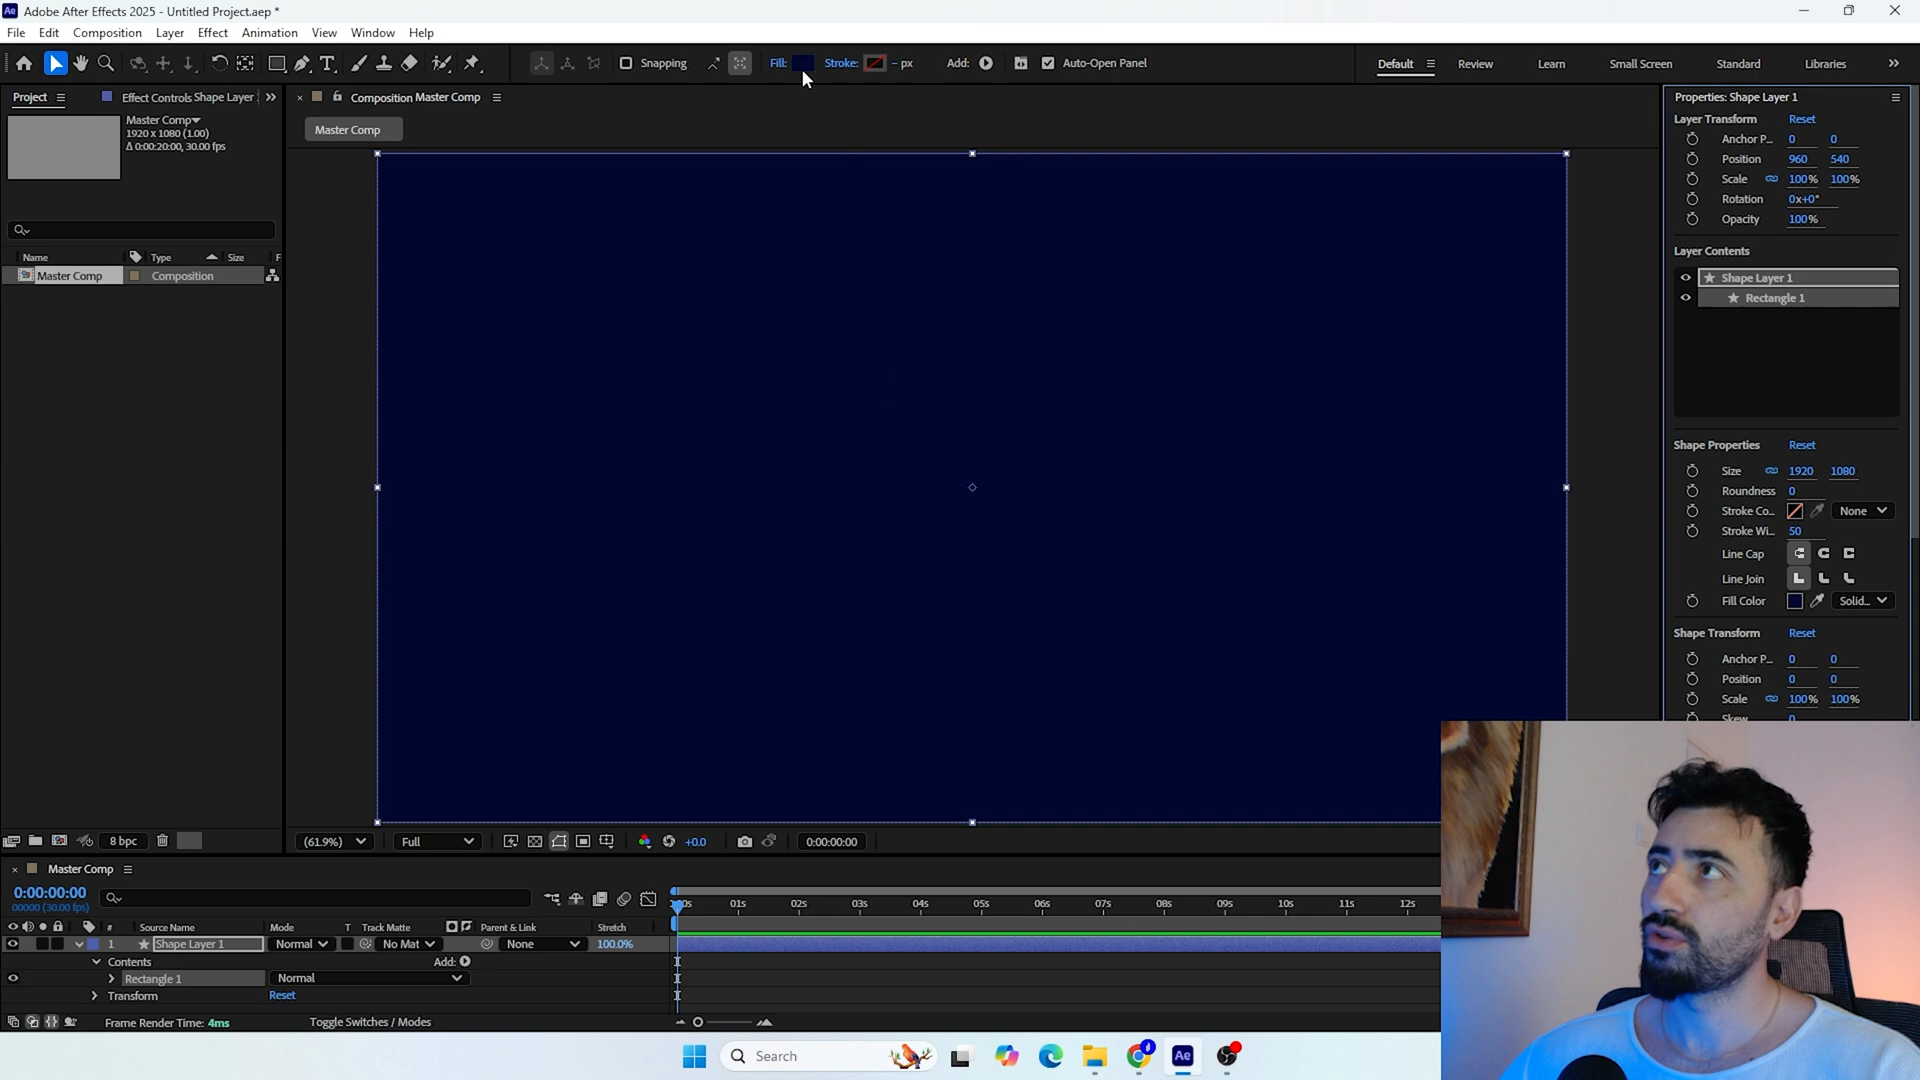 Adobe After Effects 2025 - Untitled Project.aep *
File Edit Composition Layer Effect Animation View Window Help
Snapping Fill: Stroke: - px Add: Auto-Open Panel Default Review Learn Small Screen Standard Libraries
Project Effect Controls Shape Layer Composition Master Comp Properties: Shape Layer 1
Master Comp
1920 x 1080 (1.00)
Δ 0:00:20:00, 30.00 fps
Master Comp
Name Type Size F
Master Comp Composition
Layer Transform Reset
Anchor P... 0 0
Position 960 540
Scale 100% 100%
Rotation 0x+0°
Opacity 100%
Layer Contents
Shape Layer 1
Rectangle 1
Shape Properties Reset
Size 1920 1080
Roundness 0
Stroke Co... None
Stroke Wi... 50
Line Cap
Line Join
Fill Color Solid...
Shape Transform Reset
Anchor P... 0 0
Position 0 0
Scale 100% 100%
Skew 0
8 bpc (61.9%) Full +0.0 0:00:00:00
Master Comp
0:00:00:00
00000 (30.00 fps)
:00s 01s 02s 03s 04s 05s 06s 07s 08s 09s 10s 11s 12s
# Source Name Mode T Track Matte Parent & Link Stretch
1 Shape Layer 1 Normal No Mat None 100.0%
Contents Add:
Rectangle 1 Normal
Transform Reset
Frame Render Time: 4ms Toggle Switches / Modes
Search
Ae